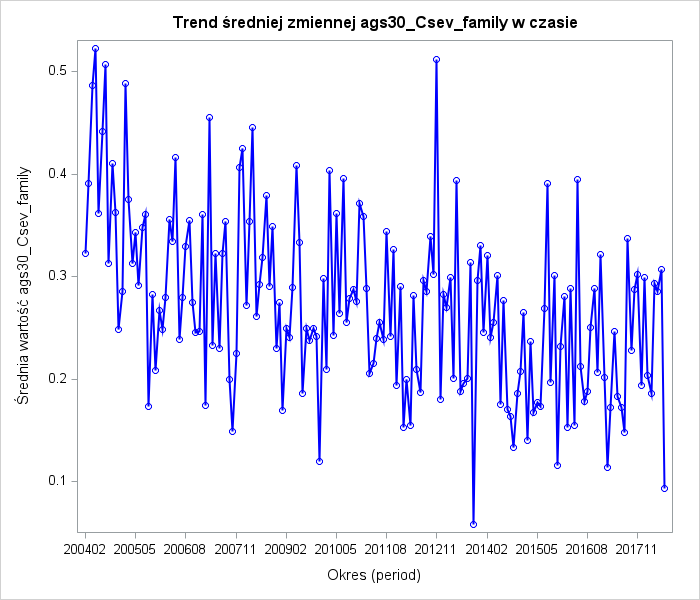 Trend średniej zmiennej ags30_Csev_family w czasie
Średnia wartość ags30_Csev_family
0.5
0.4
0.3
0.2
0.1
200402 200505 200608 200711 200902 201005 201108 201211 201402 201505 201608 201711
Okres (period)